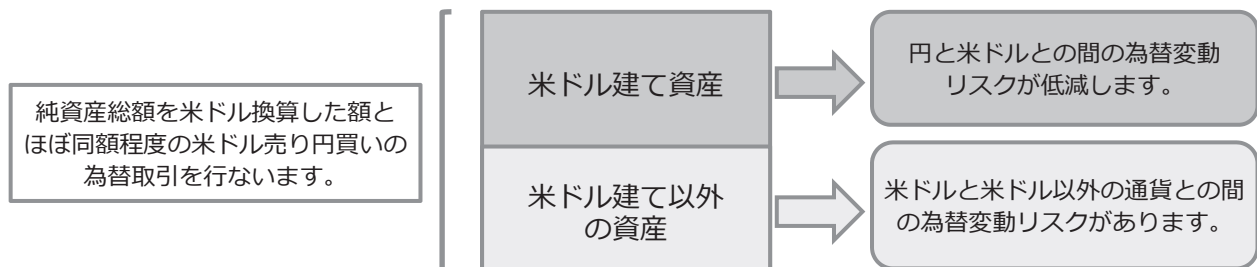 純資産総額を米ドル換算した額と
ほぼ同額程度の米ドル売り円買いの
為替取引を行ないます。
米ドル建て資産
円と米ドルとの間の為替変動
リスクが低減します。
米ドル建て以外
の資産
米ドルと米ドル以外の通貨との間
の為替変動リスクがあります。